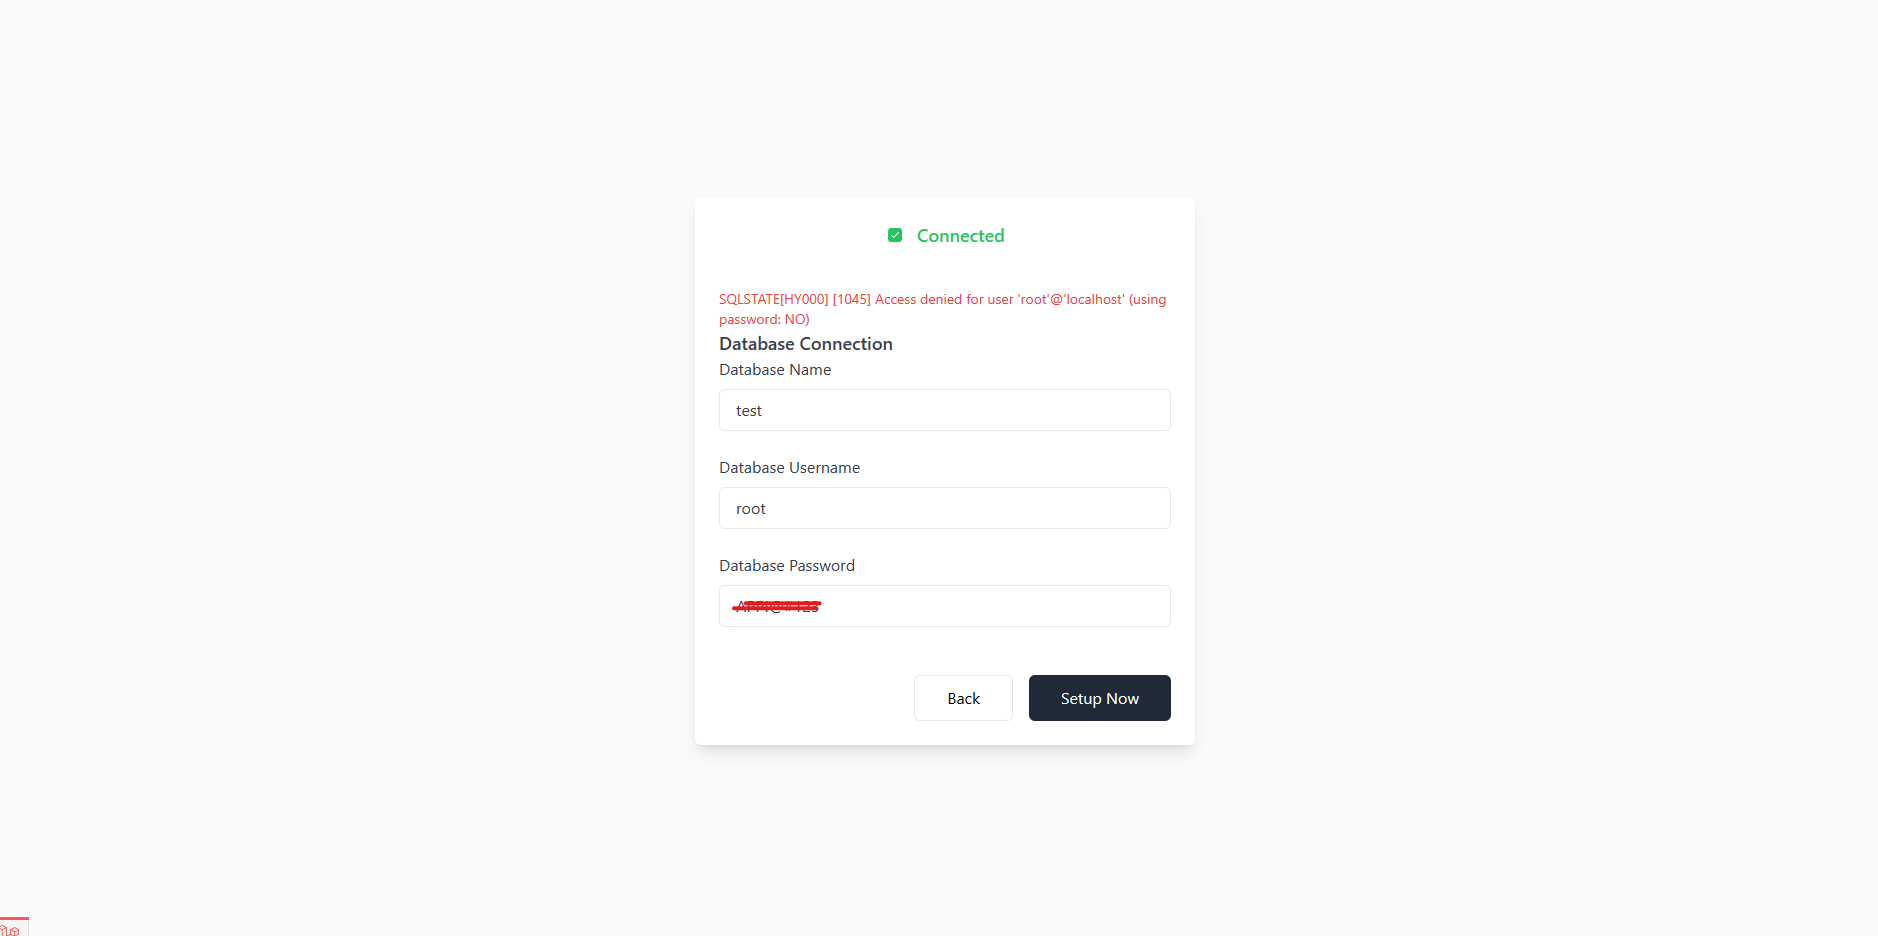 Connected
SQLSTATE[HY000] [1045] Access denied for user 'root'@'localhost' (using
password: NO)
Database Connection
Database Name
test
Database Username
root
Database Password
Back
Setup Now